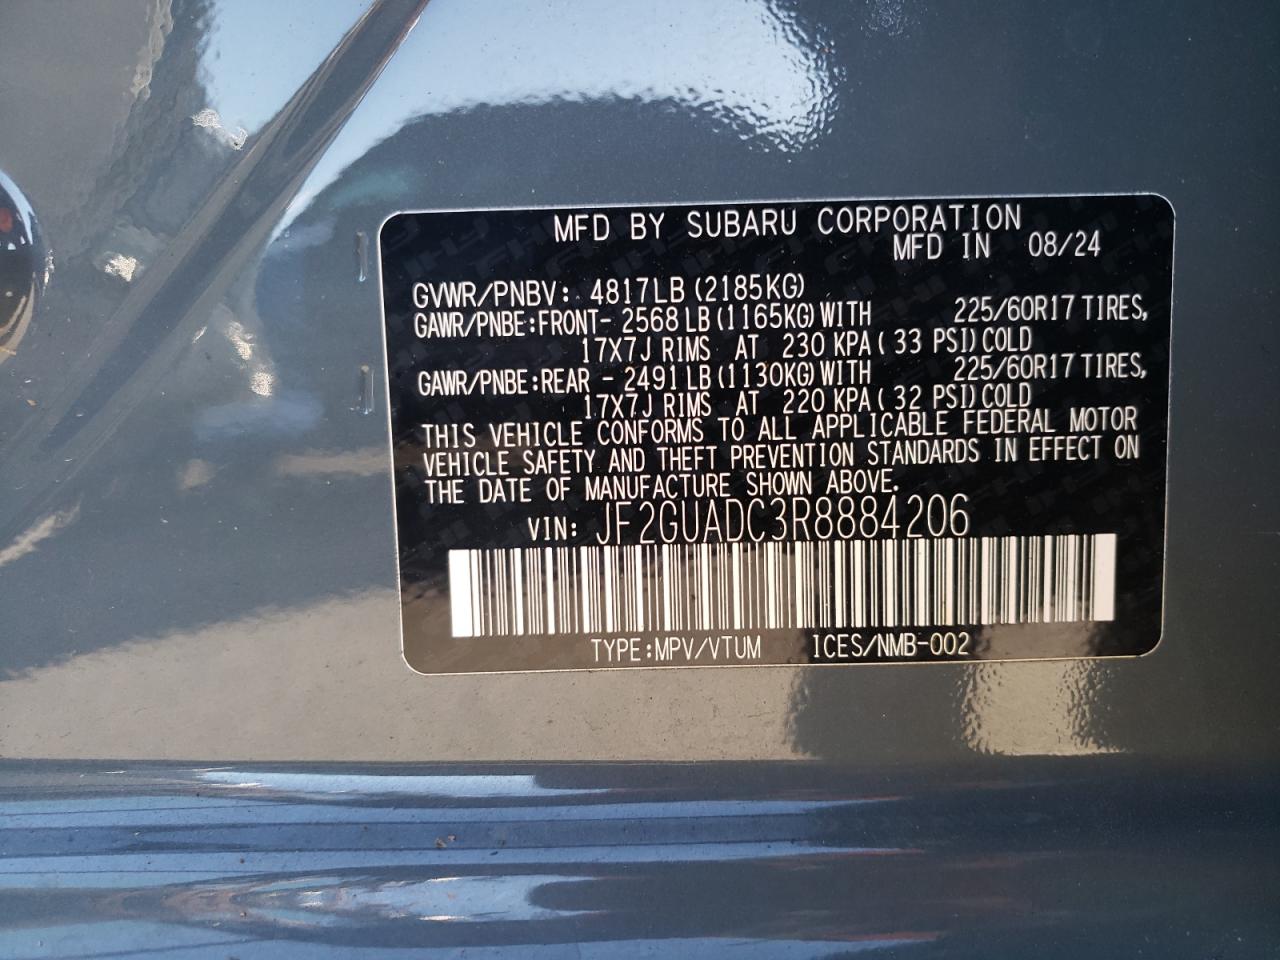 MFD BY SUBARU CORPORATION
MFD IN 08/24
GVWR/PNBV: 4817LB (2185KG)
GAWR/PNBE:FRONT- 2568 LB (1165KG) WITH 225/60R17 TIRES,
17X7J RIMS AT 230 KPA ( 33 PSI) COLD
GAWR/PNBE:REAR - 2491 LB (1130KG) WITH 225/60R17 TIRES,
17X7J RIMS AT 220 KPA ( 32 PSI) COLD
THIS VEHICLE CONFORMS TO ALL APPLICABLE FEDERAL MOTOR
VEHICLE SAFETY AND THEFT PREVENTION STANDARDS IN EFFECT ON
THE DATE OF MANUFACTURE SHOWN ABOVE.
VIN: JF2GUADC3R8884206
TYPE:MPV/VTUM ICES/NMB-002